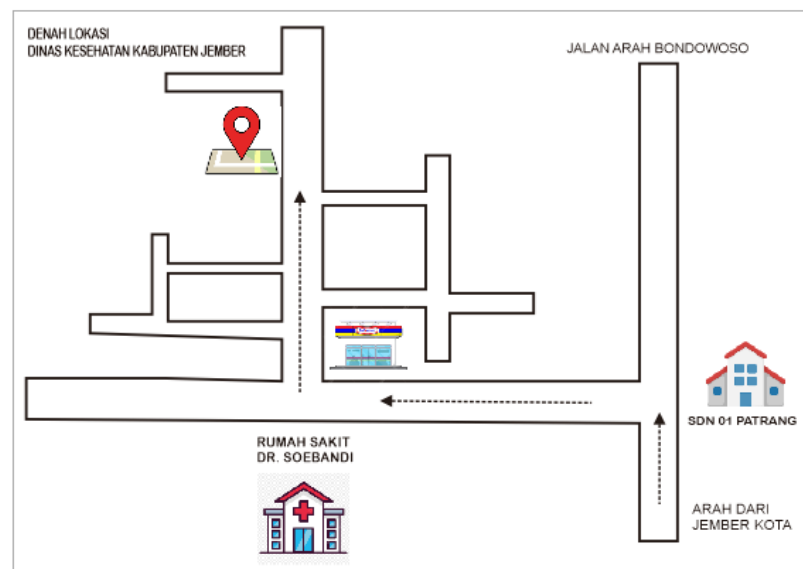 DENAH LOKASI
DINAS KESEHATAN KABUPATEN JEMBER
JALAN ARAH BONDOWOSO
SDN 01 PATRANG
RUMAH SAKIT
DR. SOEBANDI
ARAH DARI
JEMBER KOTA